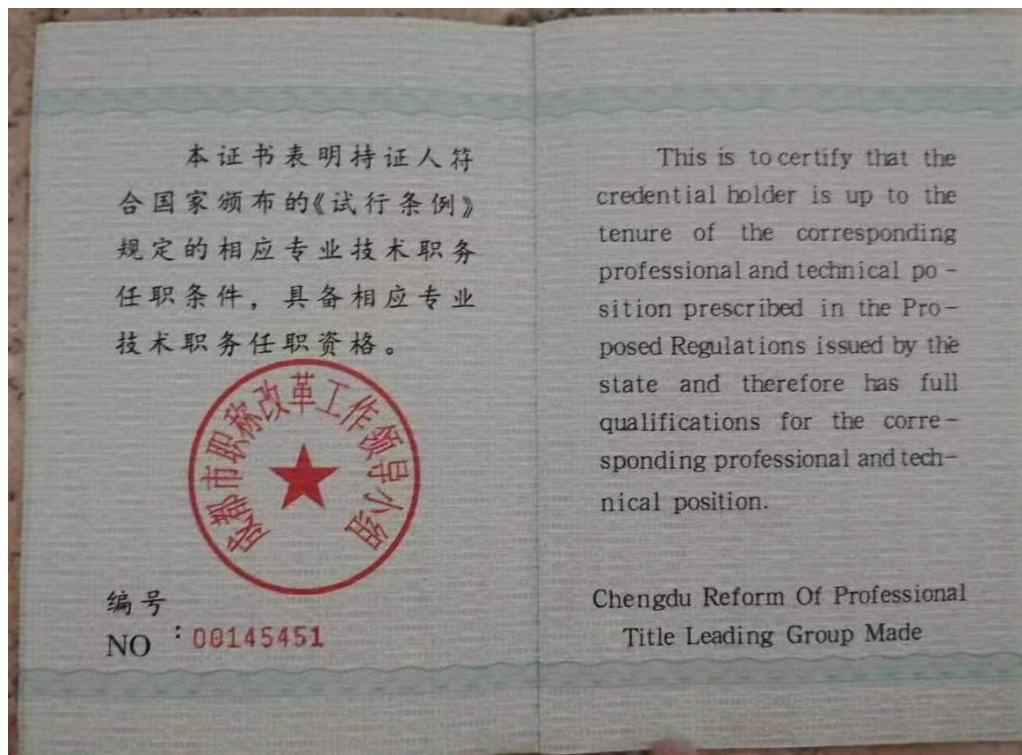 本证书表明持证人符
合国家颁布的《试行条例》
规定的相应专业技术职务
任职条件，具备相应专业
技术职务任职资格。
成都市职称改革工作领导小组
编号
NO : 00145451
This is to certify that the
credential holder is up to the
tenure of the corresponding
professional and technical po-
sition prescribed in the Pro-
posed Regulations issued by the
state and therefore has full
qualifications for the corre-
sponding professional and tech-
nical position.
Chengdu Reform Of Professional
Title Leading Group Made